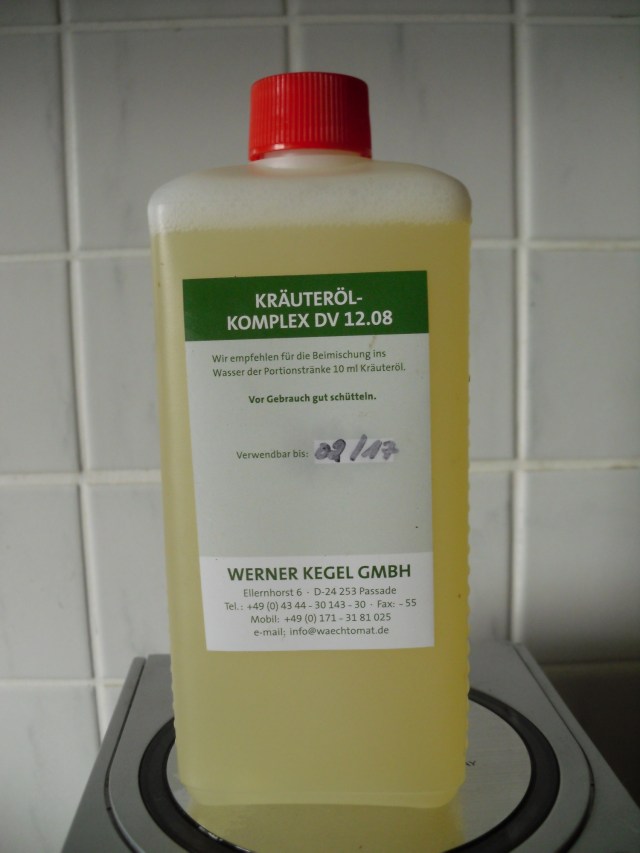 KRÄUTERÖL-
KOMPLEX DV 12.08
Wir empfehlen für die Beimischung ins
Wasser der Portionstränke 10 ml Kräuteröl.
Vor Gebrauch gut schütteln.
Verwendbar bis: 02/17
WERNER KEGEL GMBH
Ellernhorst 6 · D-24 253 Passade
Tel.: +49 (0) 43 44 - 30 143 - 30 · Fax: - 55
Mobil: +49 (0) 171 - 31 81 025
e-mail: info@waechtomat.de